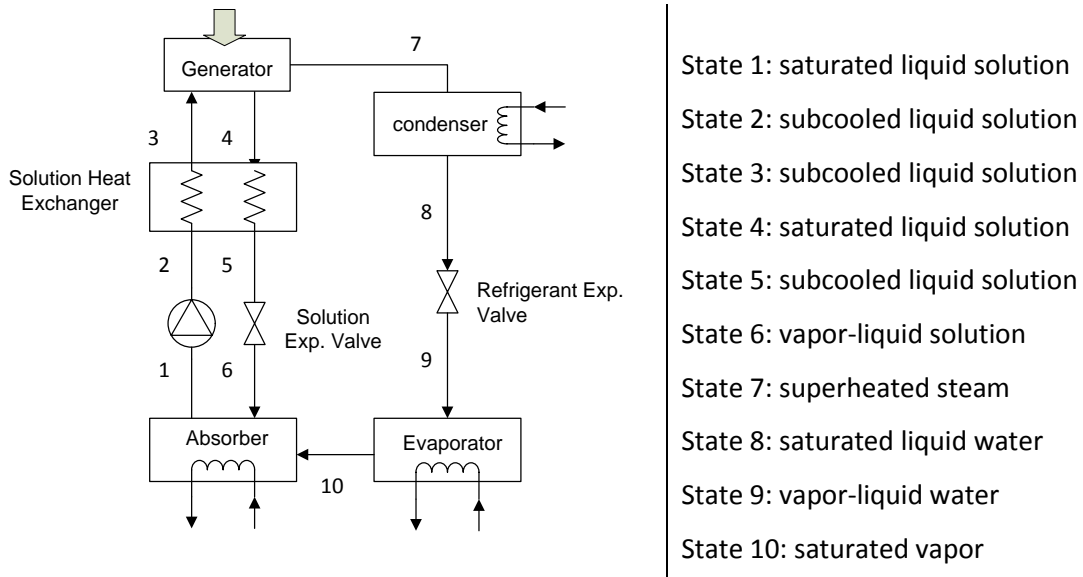 7
Generator
condenser
3
4
Solution Heat
Exchanger
8
2
5
Solution
Exp. Valve
Refrigerant Exp.
Valve
1
6
9
Absorber
Evaporator
10
State 1: saturated liquid solution
State 2: subcooled liquid solution
State 3: subcooled liquid solution
State 4: saturated liquid solution
State 5: subcooled liquid solution
State 6: vapor-liquid solution
State 7: superheated steam
State 8: saturated liquid water
State 9: vapor-liquid water
State 10: saturated vapor